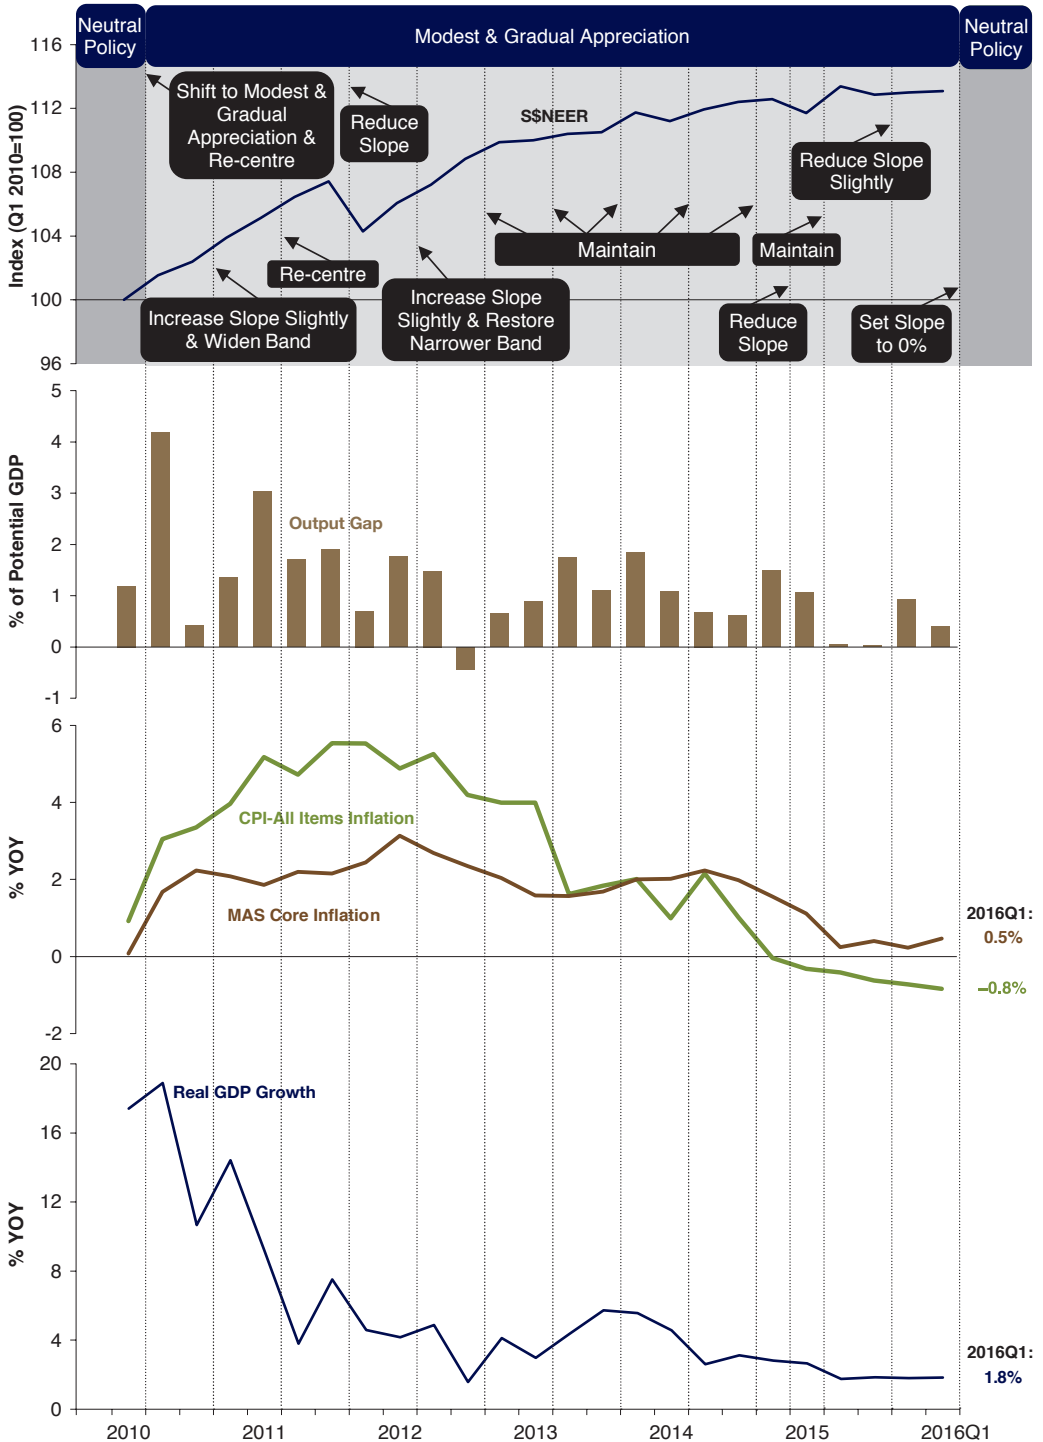 Neutral
Policy
Modest & Gradual Appreciation
Neutral
Policy
Index (Q1 2010=100)
116
112
108
104
100
96
Shift to Modest &
Gradual
Appreciation &
Re-centre
Reduce
Slope
S$NEER
Reduce Slope
Slightly
Maintain
Maintain
Re-centre
Increase Slope Slightly
& Widen Band
Increase Slope
Slightly & Restore
Narrower Band
Reduce
Slope
Set Slope
to 0%
% of Potential GDP
5
4
3
2
1
0
-1
Output Gap
% YOY
6
4
2
0
-2
CPI-All Items Inflation
MAS Core Inflation
2016Q1:
0.5%
–0.8%
% YOY
20
16
12
8
4
0
Real GDP Growth
2016Q1:
1.8%
2010
2011
2012
2013
2014
2015
2016Q1